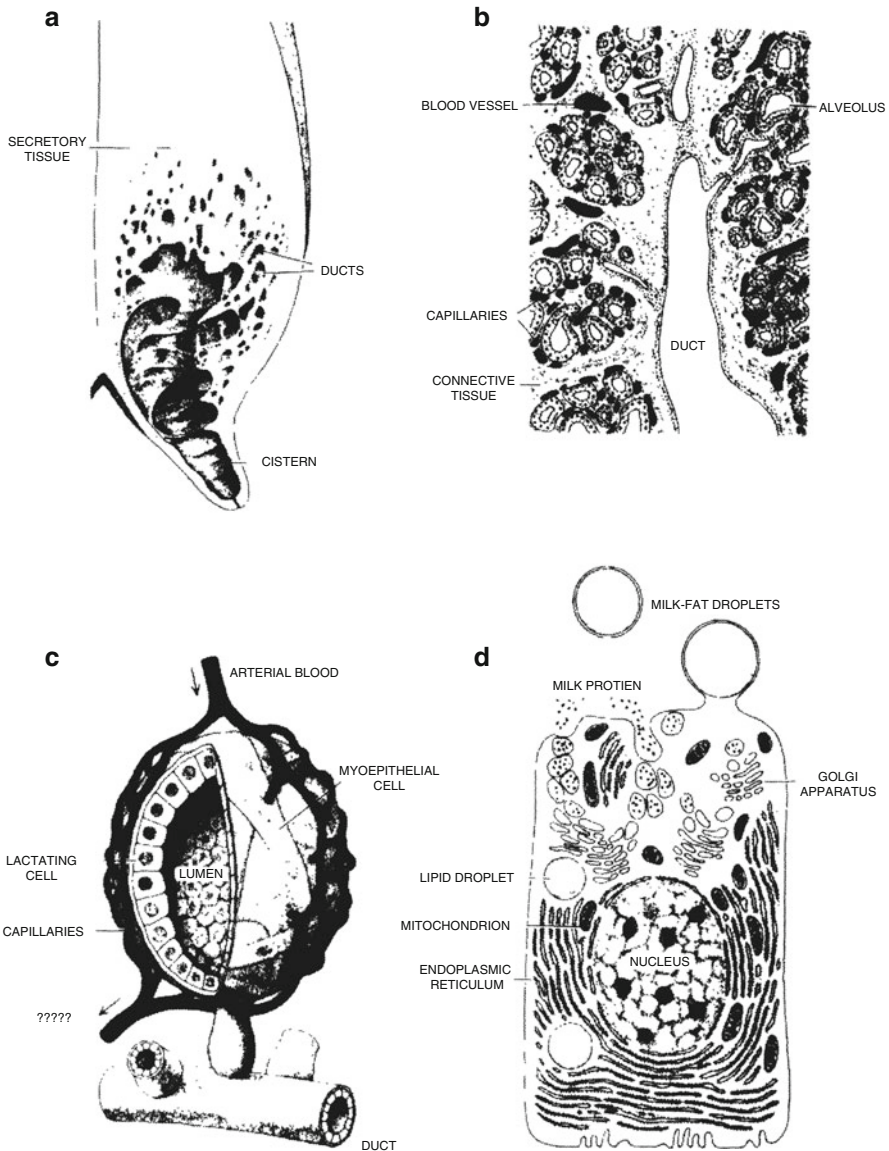 a
SECRETORY
TISSUE
DUCTS
CISTERN
b
BLOOD VESSEL
ALVEOLUS
CAPILLARIES
DUCT
CONNECTIVE
TISSUE
c
ARTERIAL BLOOD
MYOEPITHELIAL
CELL
LACTATING
CELL
LUMEN
CAPILLARIES
?????
DUCT
d
MILK-FAT DROPLETS
MILK PROTIEN
GOLGI
APPARATUS
LIPID DROPLET
MITOCHONDRION
NUCLEUS
ENDOPLASMIC
RETICULUM